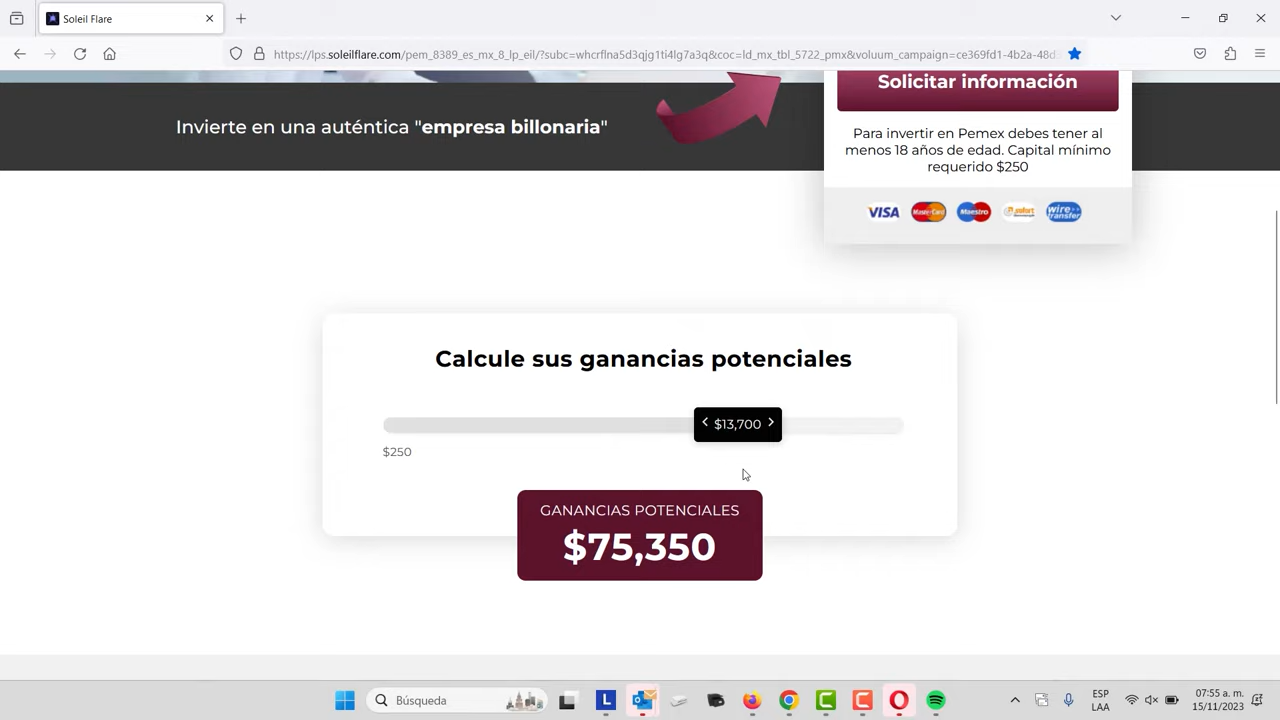 Soleil Flare
https://lps.soleilflare.com/pem_8389_es_mx_8_lp_eil/?subc=whcrflna5d3qjg1ti4lg7a3q&coc=ld_mx_tbl_5722_pmx&voluum_campaign=ce369fd1-4b2a-48d
Solicitar información
Invierte en una auténtica "empresa billonaria"
Para invertir en Pemex debes tener al
menos 18 años de edad. Capital mínimo
requerido $250
VISA
MasterCard
Maestro
wire transfer
Calcule sus ganancias potenciales
$13,700
$250
GANANCIAS POTENCIALES
$75,350
Búsqueda
L
ESP
LAA
07:55 a. m.
15/11/2023